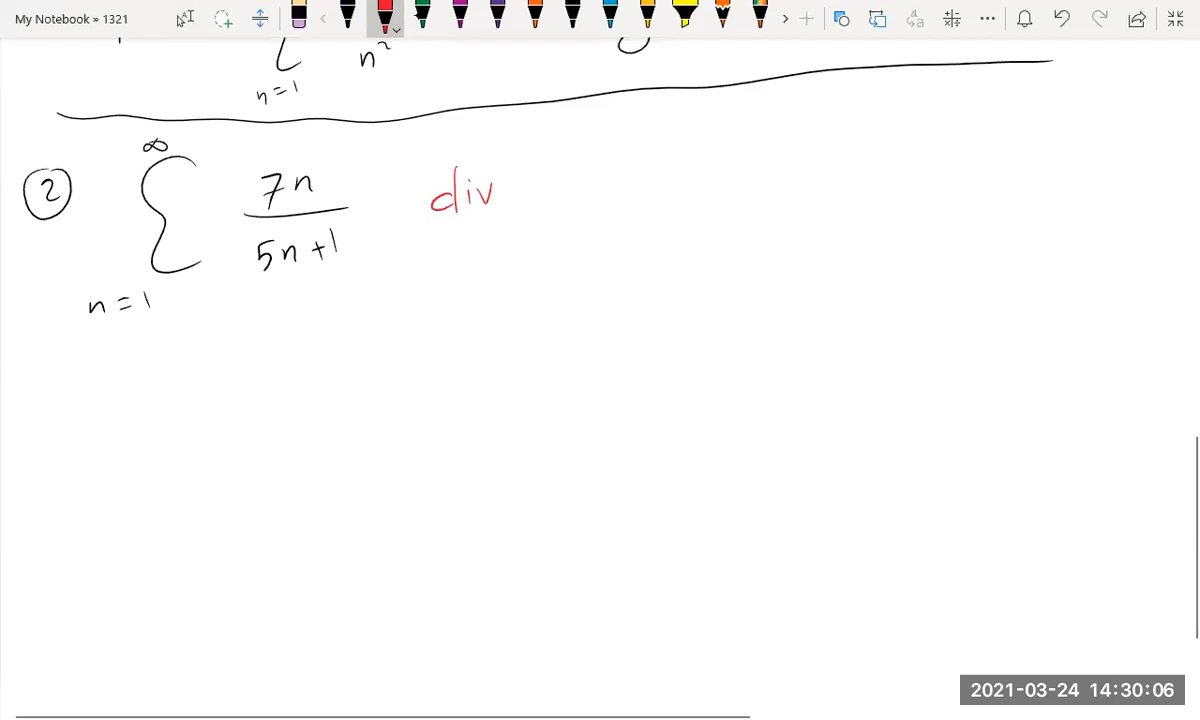 My Notebook » 1321
n²
n=1
② ∞
∑ 7n/(5n+1) div
n=1
2021-03-24 14:30:06